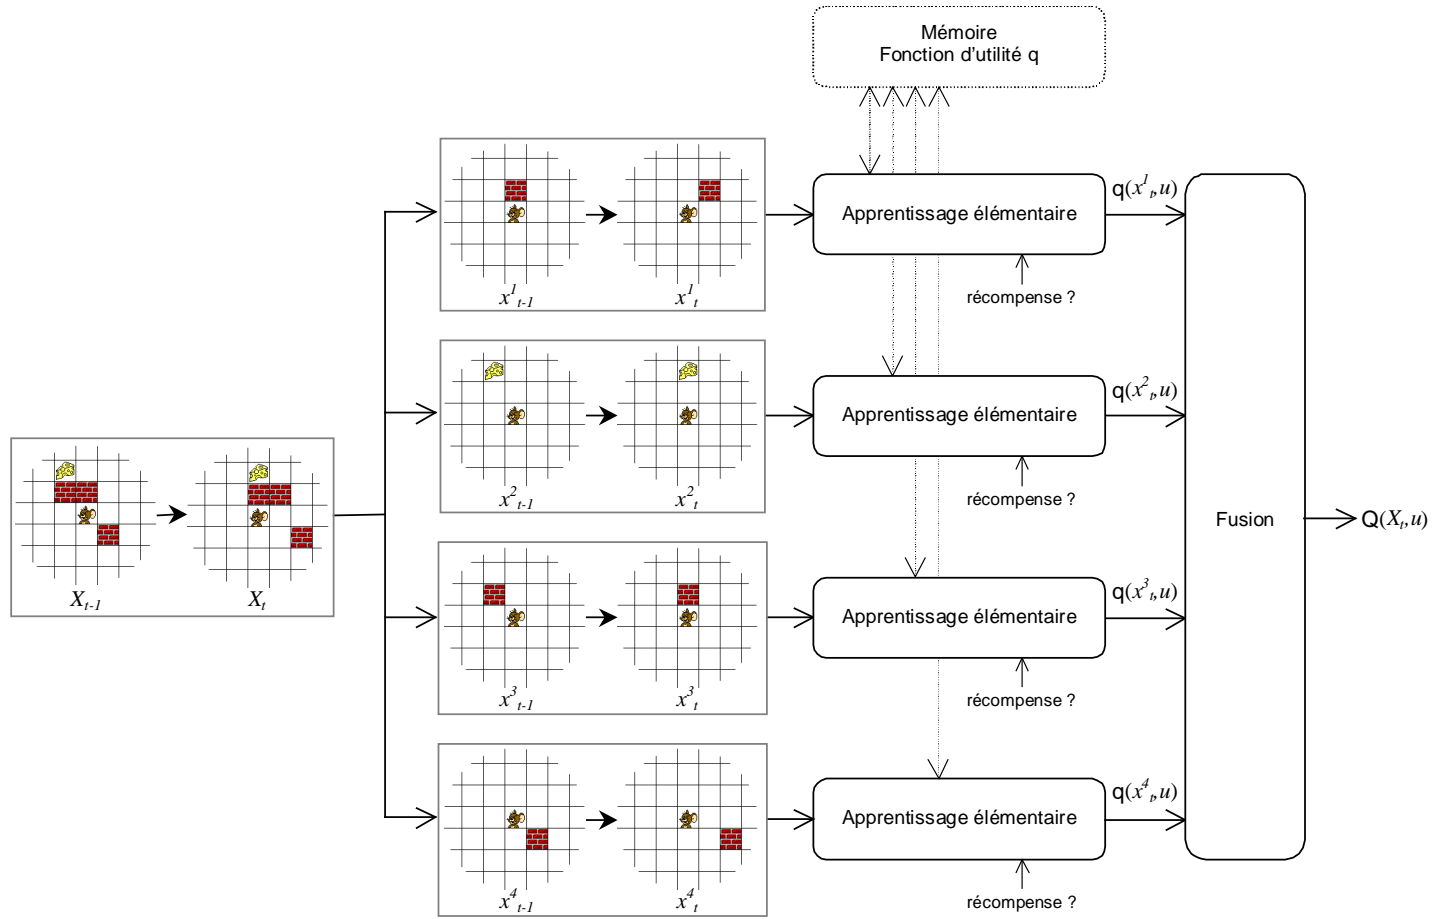 Mémoire
Fonction d'utilité q
Apprentissage élémentaire
q(x¹ₜ,u)
récompense ?
x¹ₜ₋₁
x¹ₜ
Apprentissage élémentaire
q(x²ₜ,u)
récompense ?
x²ₜ₋₁
x²ₜ
Xₜ₋₁
Xₜ
Fusion
Q(Xₜ,u)
Apprentissage élémentaire
q(x³ₜ,u)
récompense ?
x³ₜ₋₁
x³ₜ
Apprentissage élémentaire
q(x⁴ₜ,u)
récompense ?
x⁴ₜ₋₁
x⁴ₜ